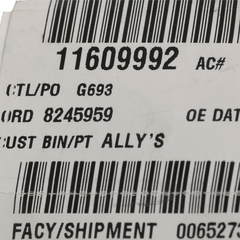 11609992 AC#
CTL/PO G693
ORD 8245959 OE DAT
CUST BIN/PT ALLY'S
FACY/SHIPMENT 0065273